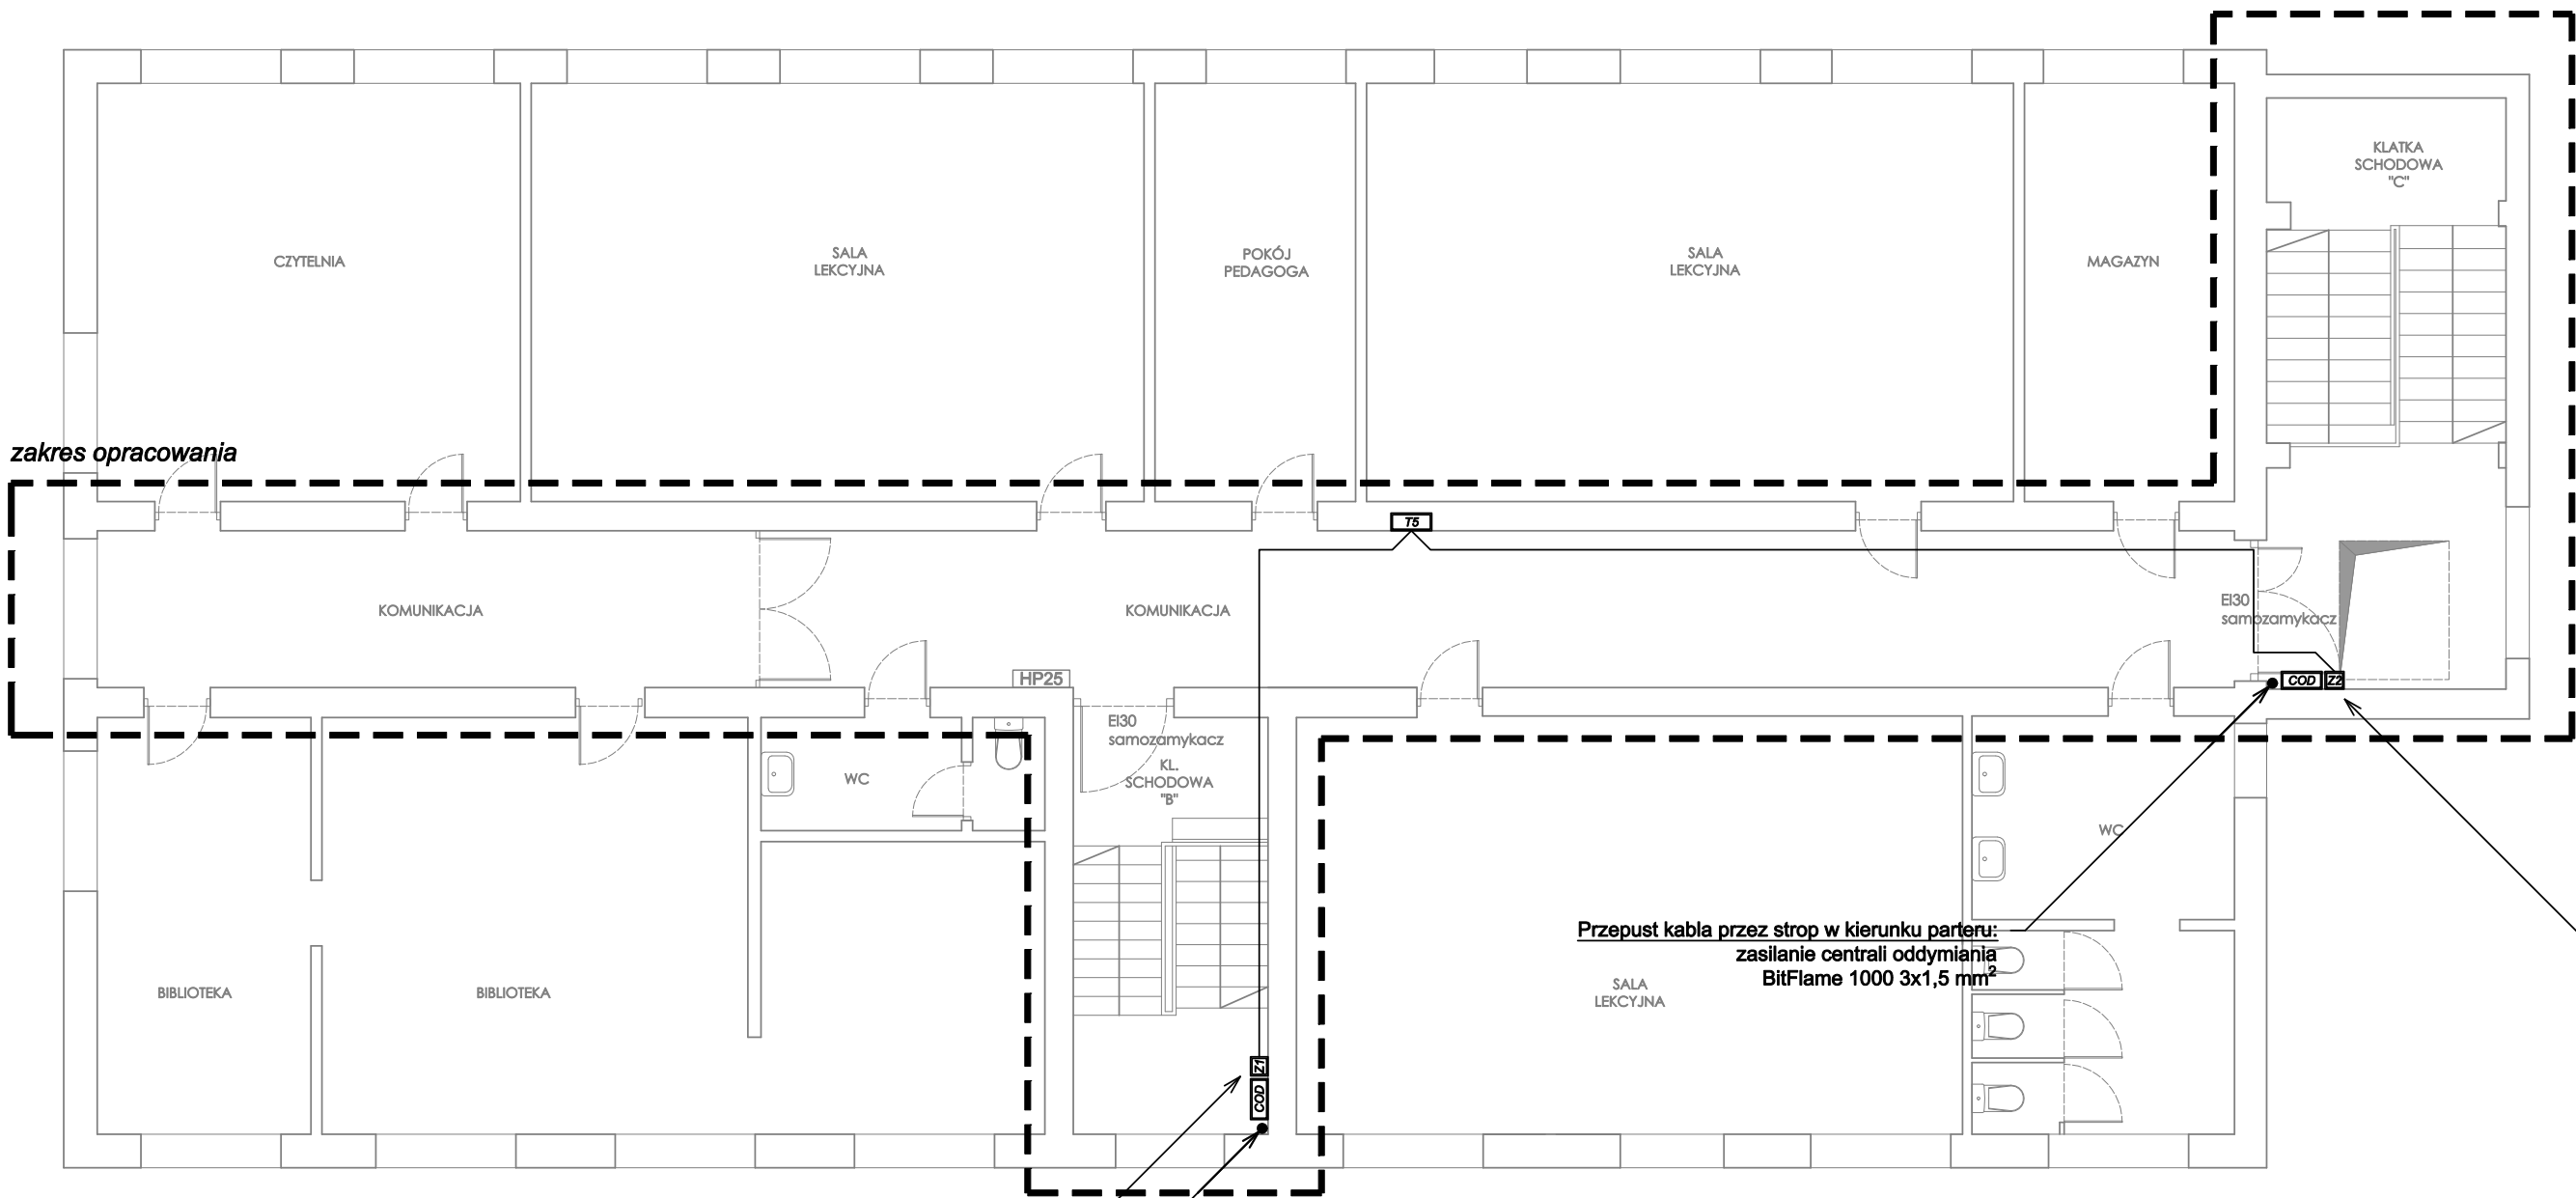 KLATKA
SCHODOWA
"C"
CZYTELNIA
SALA
LEKCYJNA
POKÓJ
PEDAGOGA
SALA
LEKCYJNA
MAGAZYN
zakres opracowania
T5
KOMUNIKACJA
KOMUNIKACJA
EI30
samozamykacz
HP25
COD
Z2
EI30
samozamykacz
KL.
SCHODOWA
"B"
WC
WC
Przepust kabla przez strop w kierunku parteru:
zasilanie centrali oddymiania
BitFlame 1000 3x1,5 mm²
BIBLIOTEKA
BIBLIOTEKA
SALA
LEKCYJNA
Z1
COD